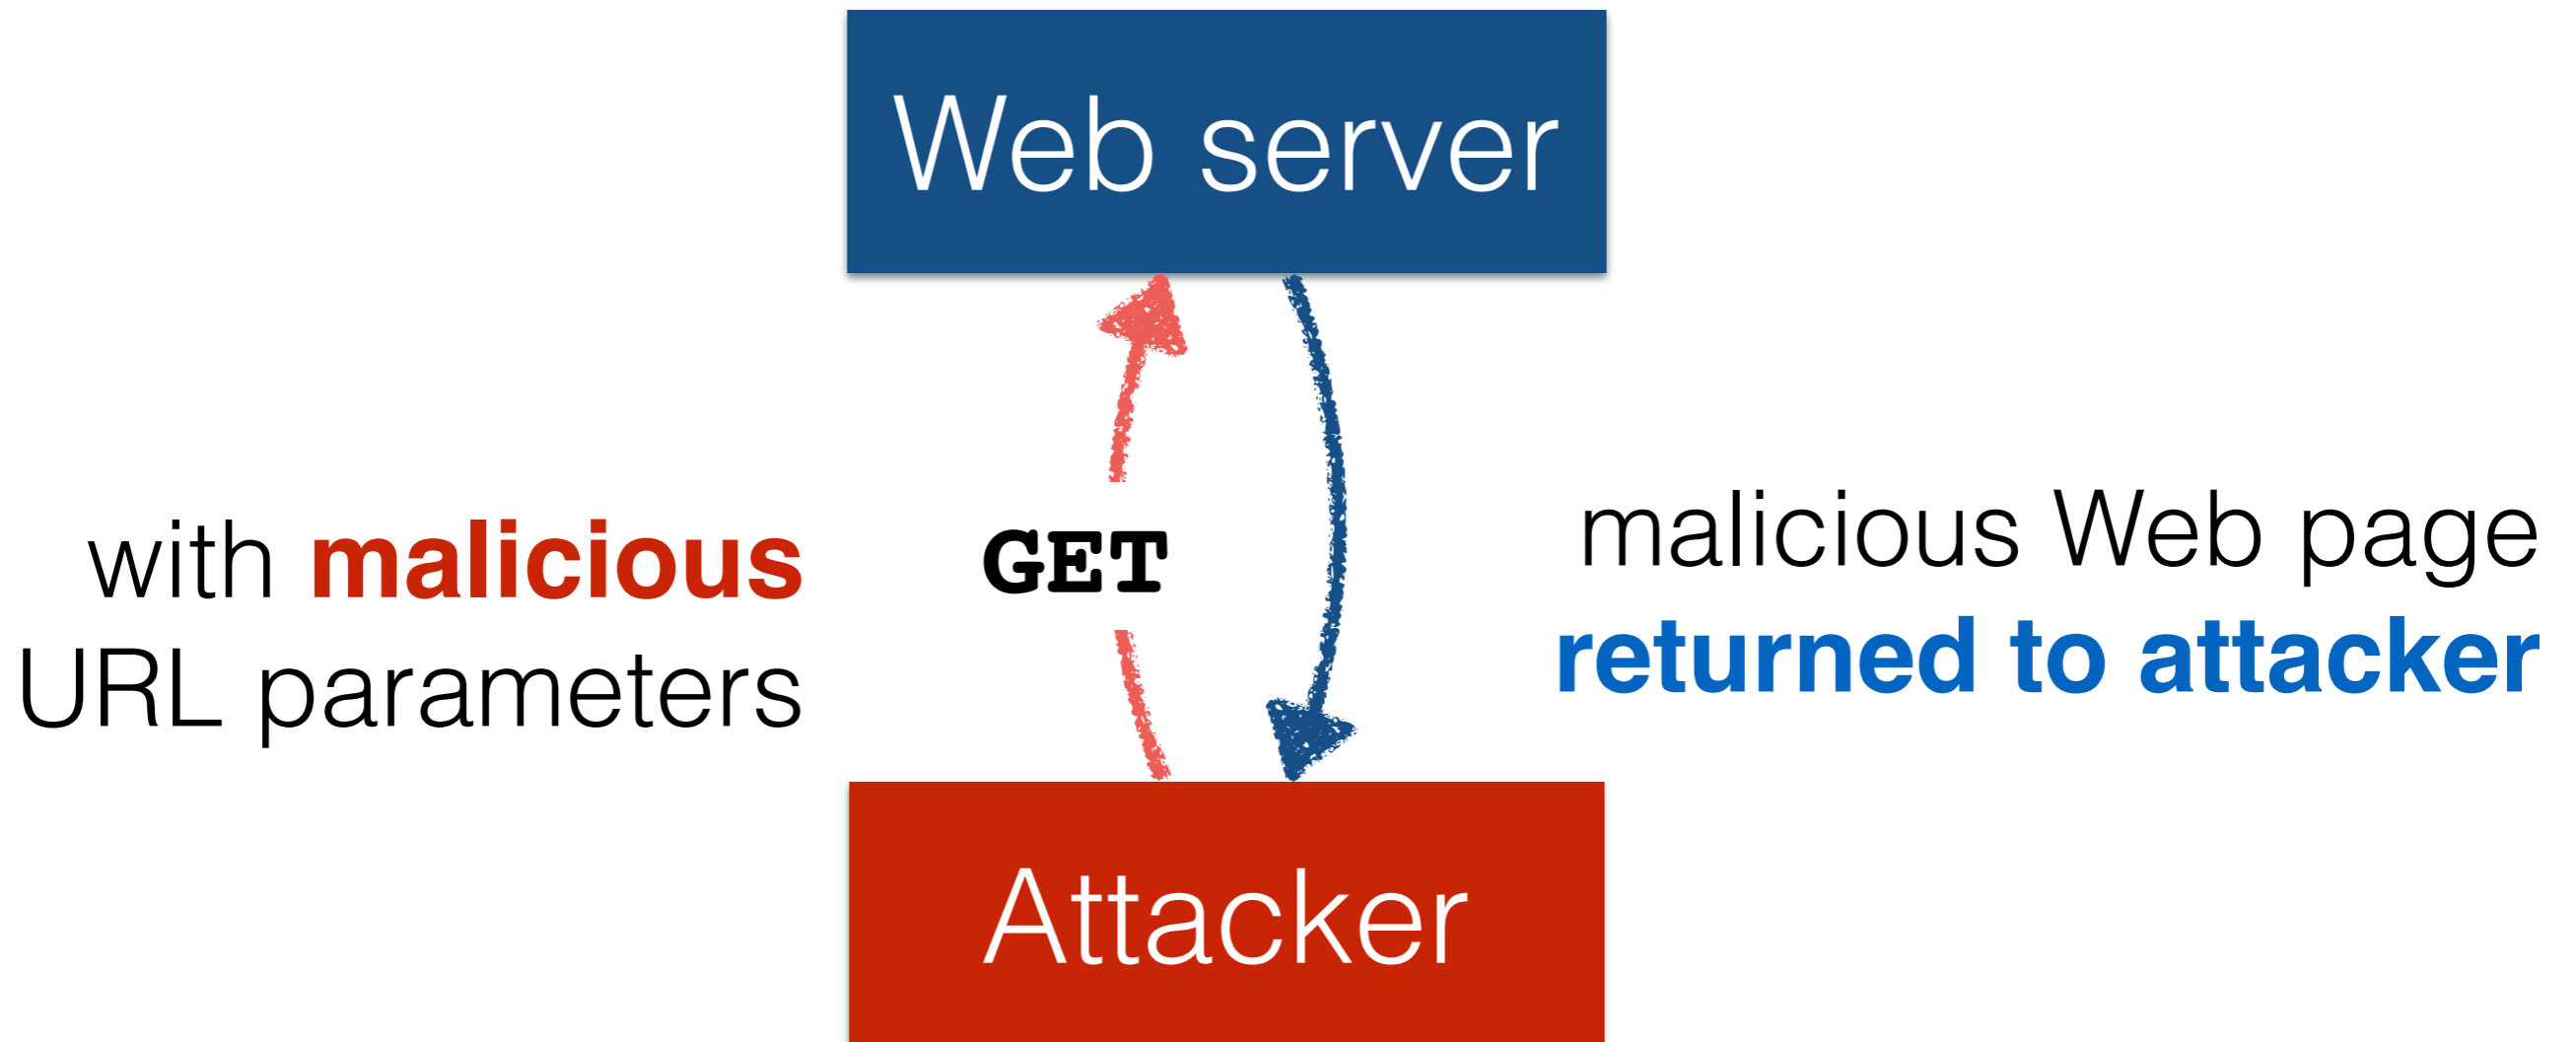 Web server
with malicious
URL parameters
GET
malicious Web page
returned to attacker
Attacker